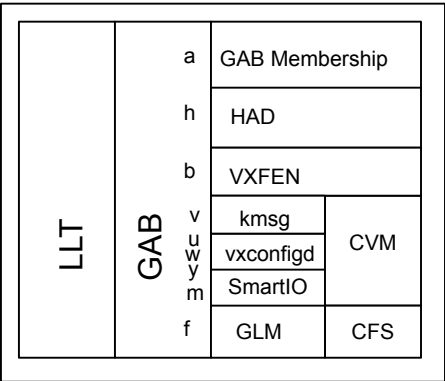 LLT
GAB
a GAB Membership
h HAD
b VXFEN
v kmsg
u
w vxconfigd
y
m SmartIO
CVM
f GLM CFS